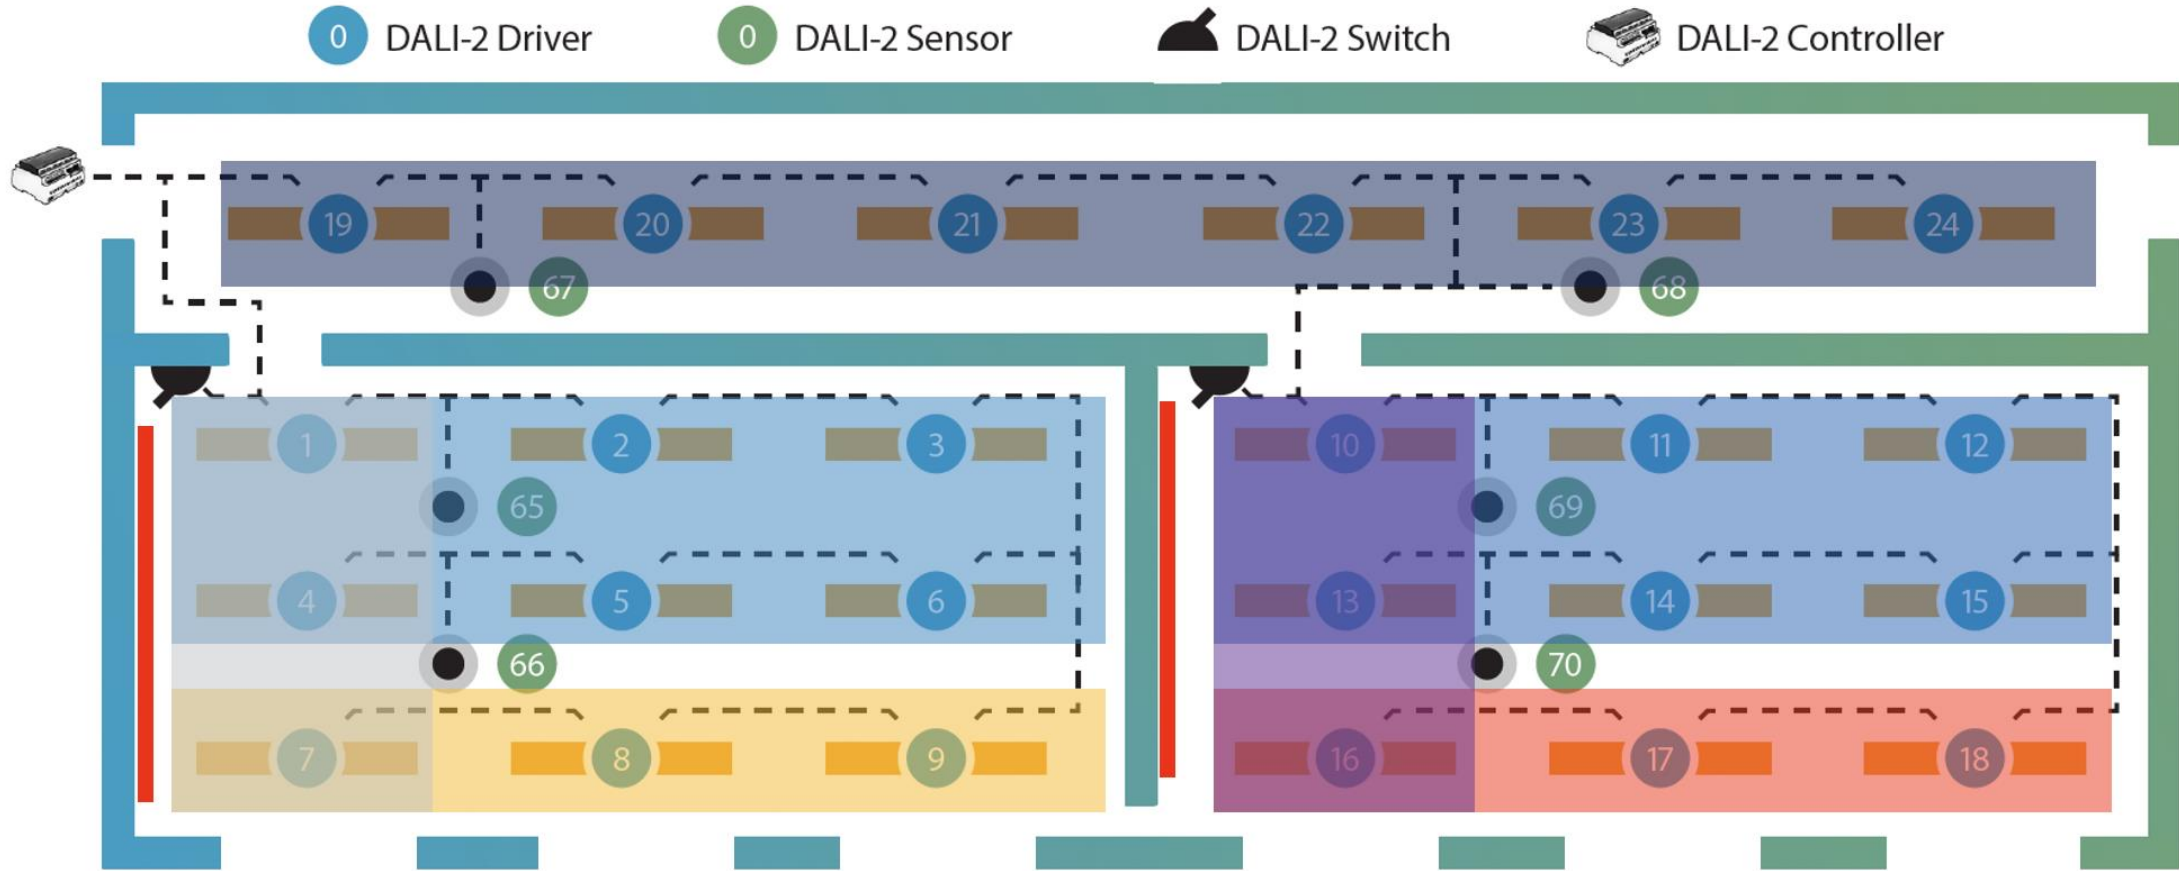 0 DALI-2 Driver 0 DALI-2 Sensor DALI-2 Switch DALI-2 Controller
19 20 21 22 23 24
67 68
1 2 3 10 11 12
65 69
4 5 6 13 14 15
66 70
7 8 9 16 17 18